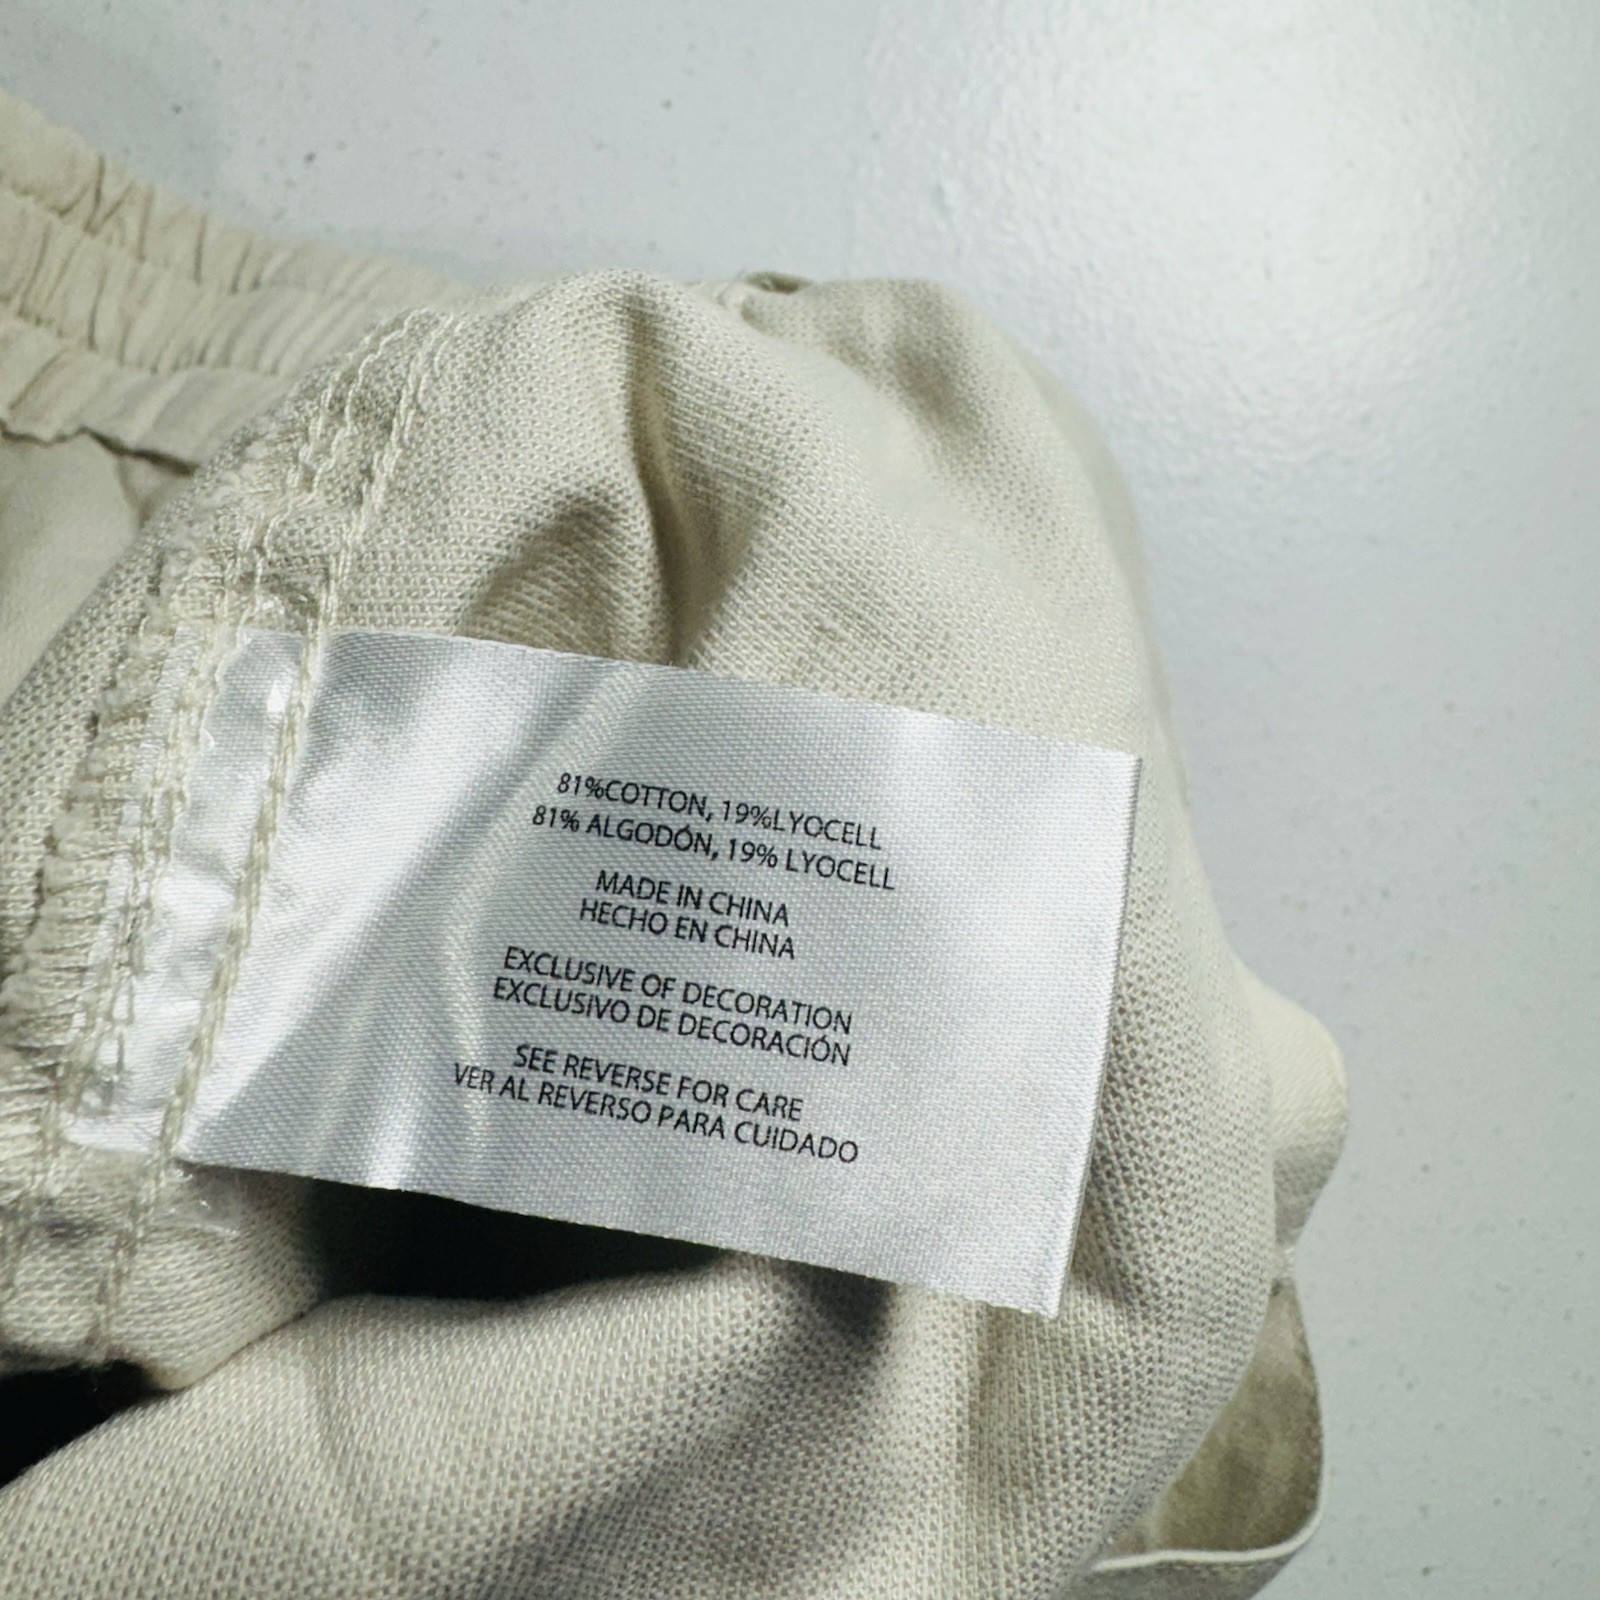 81%COTTON, 19%LYOCELL
81% ALGODÓN, 19% LYOCELL
MADE IN CHINA
HECHO EN CHINA
EXCLUSIVE OF DECORATION
EXCLUSIVO DE DECORACIÓN
SEE REVERSE FOR CARE
VER AL REVERSO PARA CUIDADO